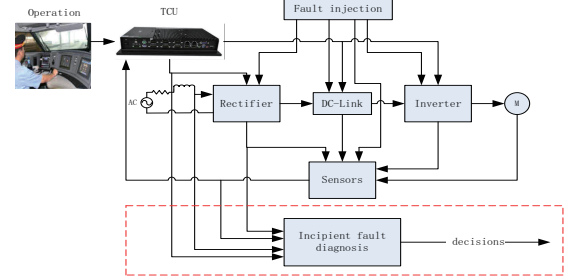 Operation
TCU
Fault injection
AC
Rectifier
DC-Link
Inverter
M
Sensors
Incipient fault
diagnosis
decisions